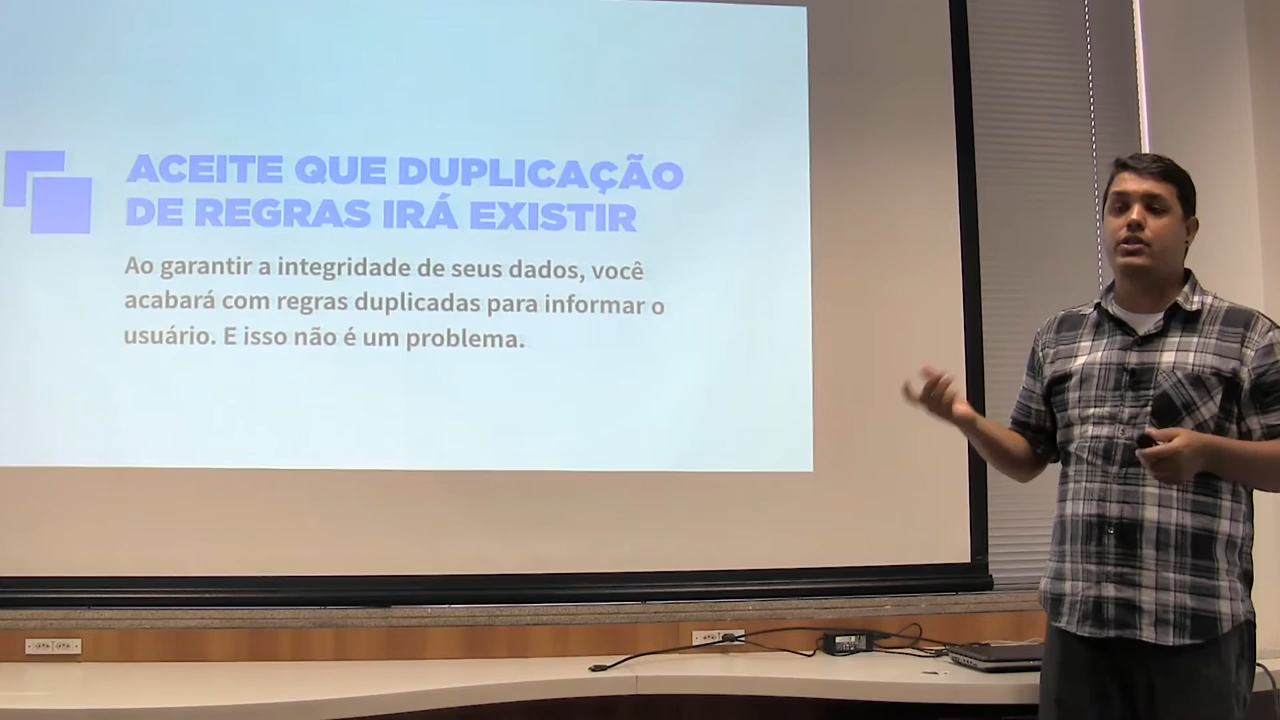 ACEITE QUE DUPLICAÇÃO
DE REGRAS IRÁ EXISTIR
Ao garantir a integridade de seus dados, você
acabará com regras duplicadas para informar o
usuário. E isso não é um problema.